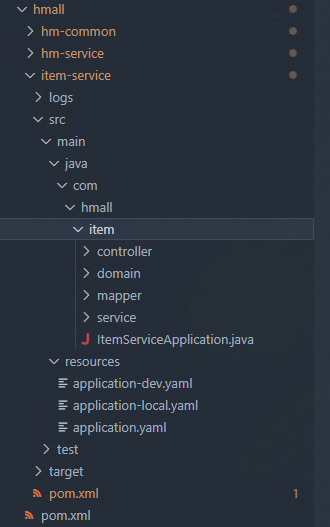 hmall
hm-common
hm-service
item-service
logs
src
main
java
com
hmall
item
controller
domain
mapper
service
ItemServiceApplication.java
resources
application-dev.yaml
application-local.yaml
application.yaml
test
target
pom.xml 1
pom.xml